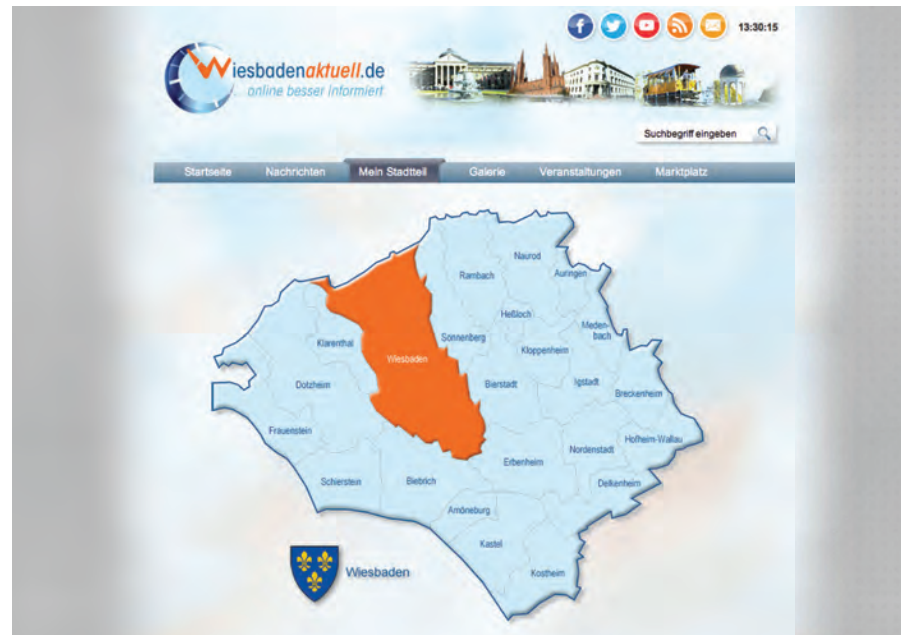 13:30:15
Wiesbadenaktuell.de
... online besser informiert
Suchbegriff eingeben
Startseite Nachrichten Mein Stadtteil Galerie Veranstaltungen Marktplatz
Naurod
Rambach
Auringen
Heßloch
Meden-
bach
Klarenthal
Sonnenberg
Wiesbaden
Kloppenheim
Dotzheim
Bierstadt
Igstadt
Breckenheim
Frauenstein
Hofheim-Wallau
Nordenstadt
Erbenheim
Schierstein
Biebrich
Delkenheim
Amöneburg
Kastel
Wiesbaden
Kostheim